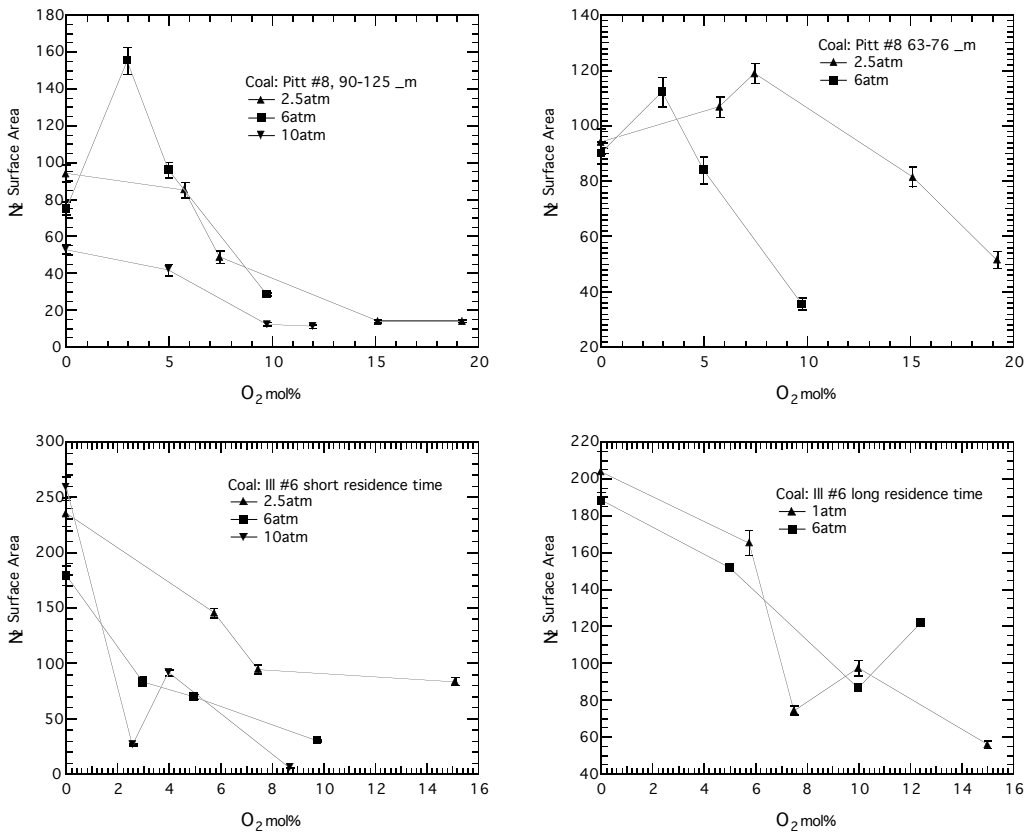 180
160
140
120
100
80
60
40
20
0
N2 Surface Area
Coal: Pitt #8, 90-125 _m
2.5atm
6atm
10atm
0 5 10 15 20
O2 mol%
140
120
100
80
60
40
20
N2 Surface Area
Coal: Pitt #8 63-76 _m
2.5atm
6atm
0 5 10 15 20
O2 mol%
300
250
200
150
100
50
0
N2 Surface Area
Coal: Ill #6 short residence time
2.5atm
6atm
10atm
0 2 4 6 8 10 12 14 16
O2 mol%
220
200
180
160
140
120
100
80
60
40
N2 Surface Area
Coal: Ill #6 long residence time
1atm
6atm
0 2 4 6 8 10 12 14 16
O2 mol%